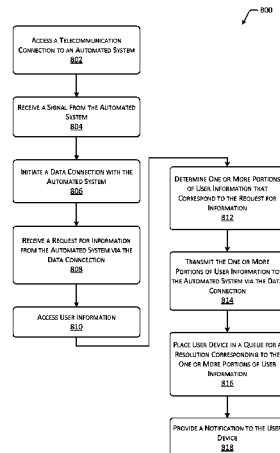 800
ACCESS A TELECOMMUNICATION
CONNECTION TO AN AUTOMATED SYSTEM
802
RECEIVE A SIGNAL FROM THE AUTOMATED
SYSTEM
804
INITIATE A DATA CONNECTION WITH THE
AUTOMATED SYSTEM
806
RECEIVE A REQUEST FOR INFORMATION
FROM THE AUTOMATED SYSTEM VIA THE
DATA CONNCECTION
808
ACCESS USER INFORMATION
810
DETERMINE ONE OR MORE PORTIONS
OF USER INFORMATION THAT
CORRESPOND TO THE REQUEST FOR
INFORMATION
812
TRANSMIT THE ONE OR MORE
PORTIONS OF USER INFORMATION TO
THE AUTOMATED SYSTEM VIA THE DATA
CONNECTION
814
PLACE USER DEVICE IN A QUEUE FOR A
RESOLUTION CORRESPONDING TO THE
ONE OR MORE PORTIONS OF USER
INFORMATION
816
PROVIDE A NOTIFICATION TO THE USER
DEVICE
818